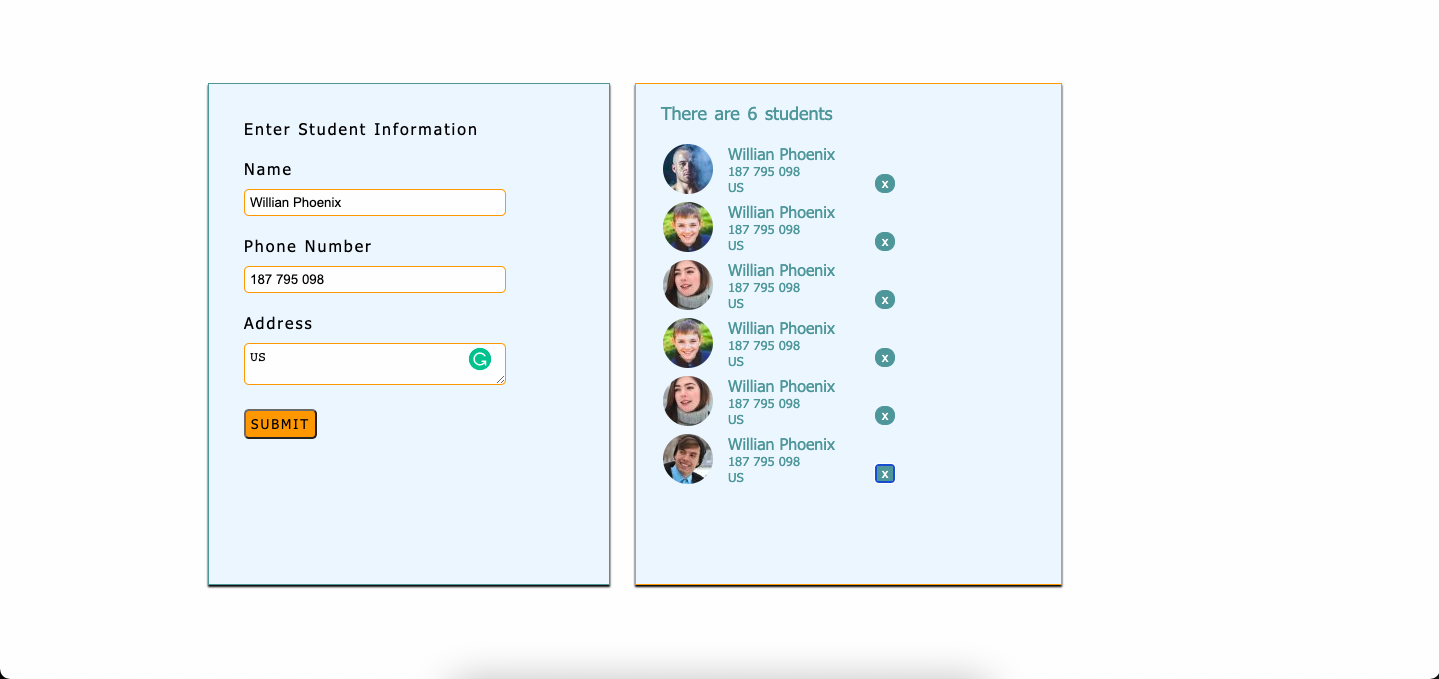 Enter Student Information
Name
Willian Phoenix
Phone Number
187 795 098
Address
US
SUBMIT
There are 6 students
Willian Phoenix
187 795 098
US
x
Willian Phoenix
187 795 098
US
x
Willian Phoenix
187 795 098
US
x
Willian Phoenix
187 795 098
US
x
Willian Phoenix
187 795 098
US
x
Willian Phoenix
187 795 098
US
x